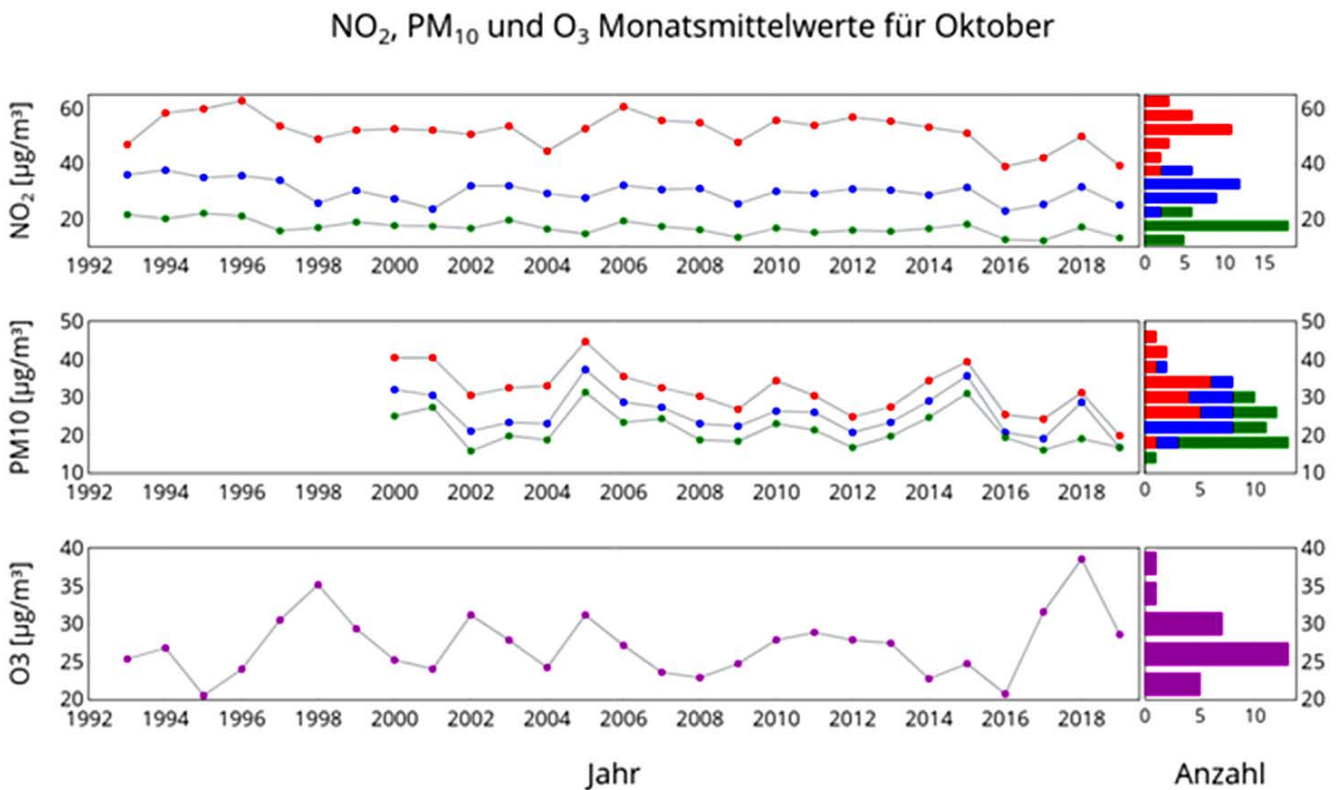 NO₂, PM₁₀ und O₃ Monatsmittelwerte für Oktober
NO₂ [µg/m³]
60
40
20
1992 1994 1996 1998 2000 2002 2004 2006 2008 2010 2012 2014 2016 2018
60
40
20
0 5 10 15
PM10 [µg/m³]
50
40
30
20
10
1992 1994 1996 1998 2000 2002 2004 2006 2008 2010 2012 2014 2016 2018
50
40
30
20
10
0 5 10
O3 [µg/m³]
40
35
30
25
20
1992 1994 1996 1998 2000 2002 2004 2006 2008 2010 2012 2014 2016 2018
40
35
30
25
20
0 5 10
Jahr
Anzahl